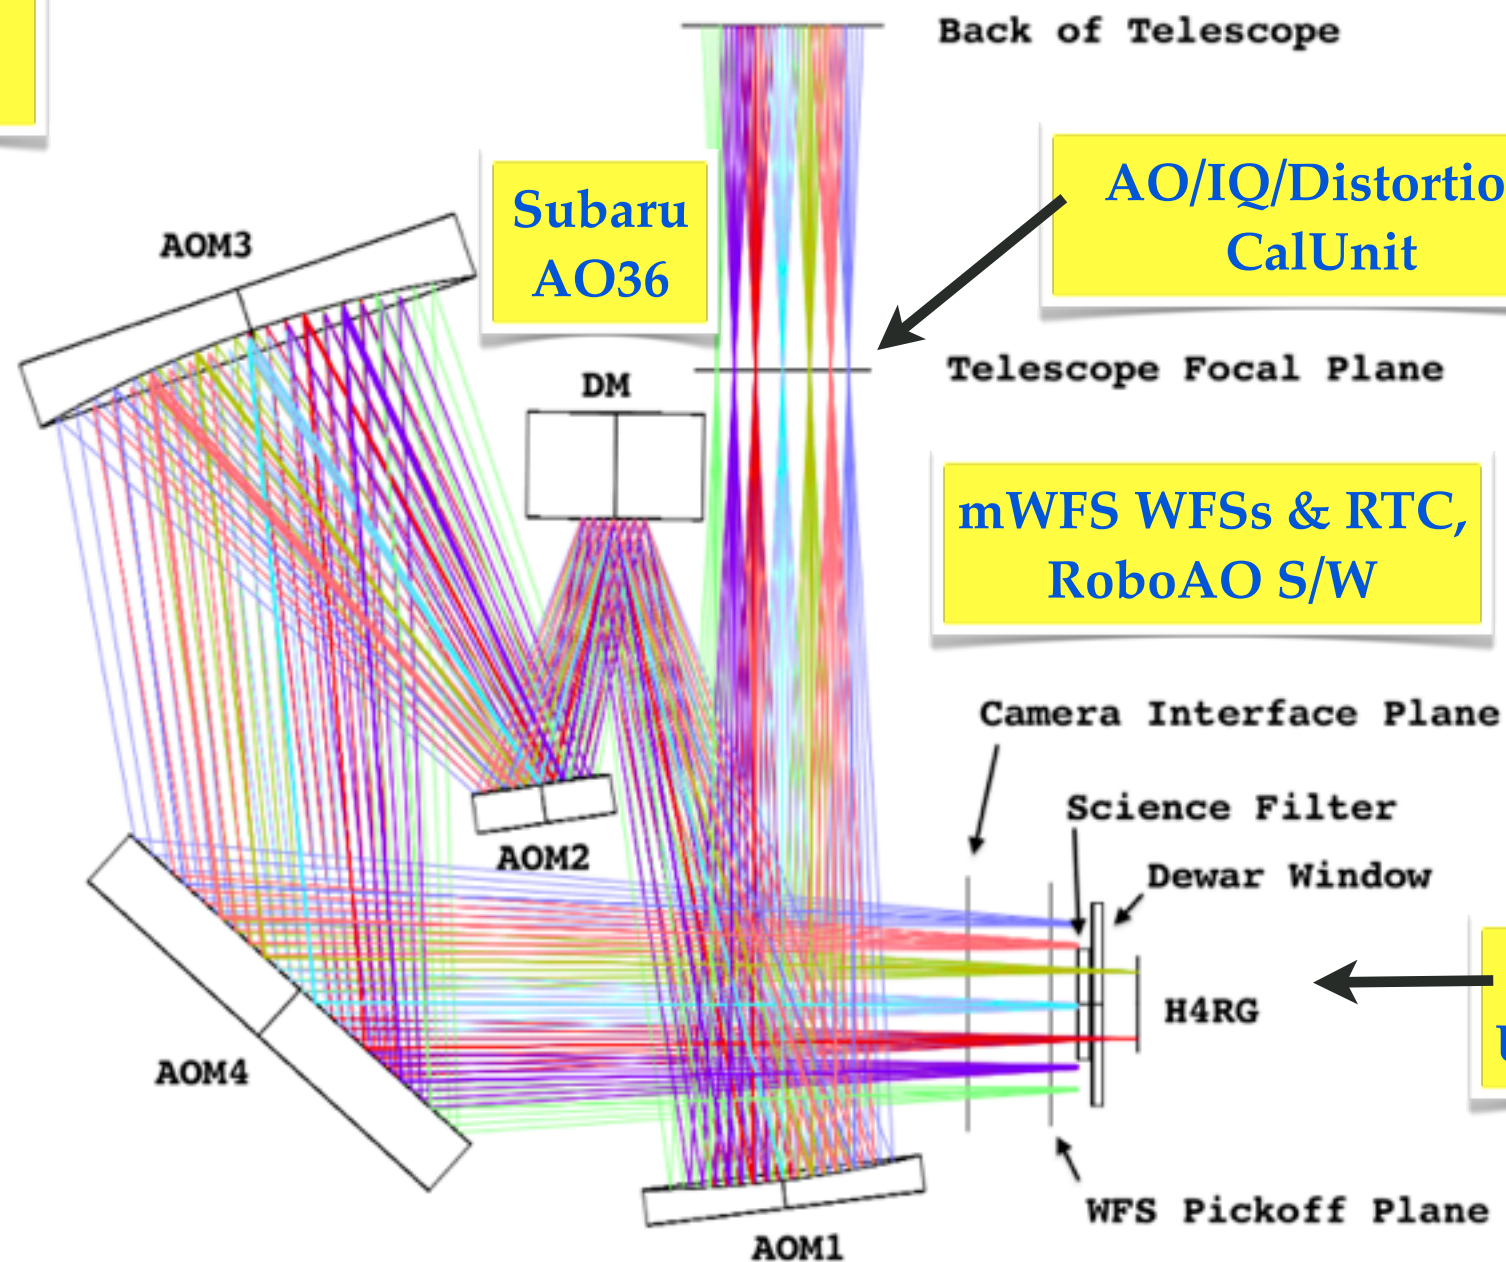 Back of Telescope
AO/IQ/Distortio
CalUnit
Subaru
AO36
AOM3
Telescope Focal Plane
DM
mWFS WFSs & RTC,
RoboAO S/W
Camera Interface Plane
Science Filter
AOM2
Dewar Window
H4RG
AOM4
WFS Pickoff Plane
AOM1